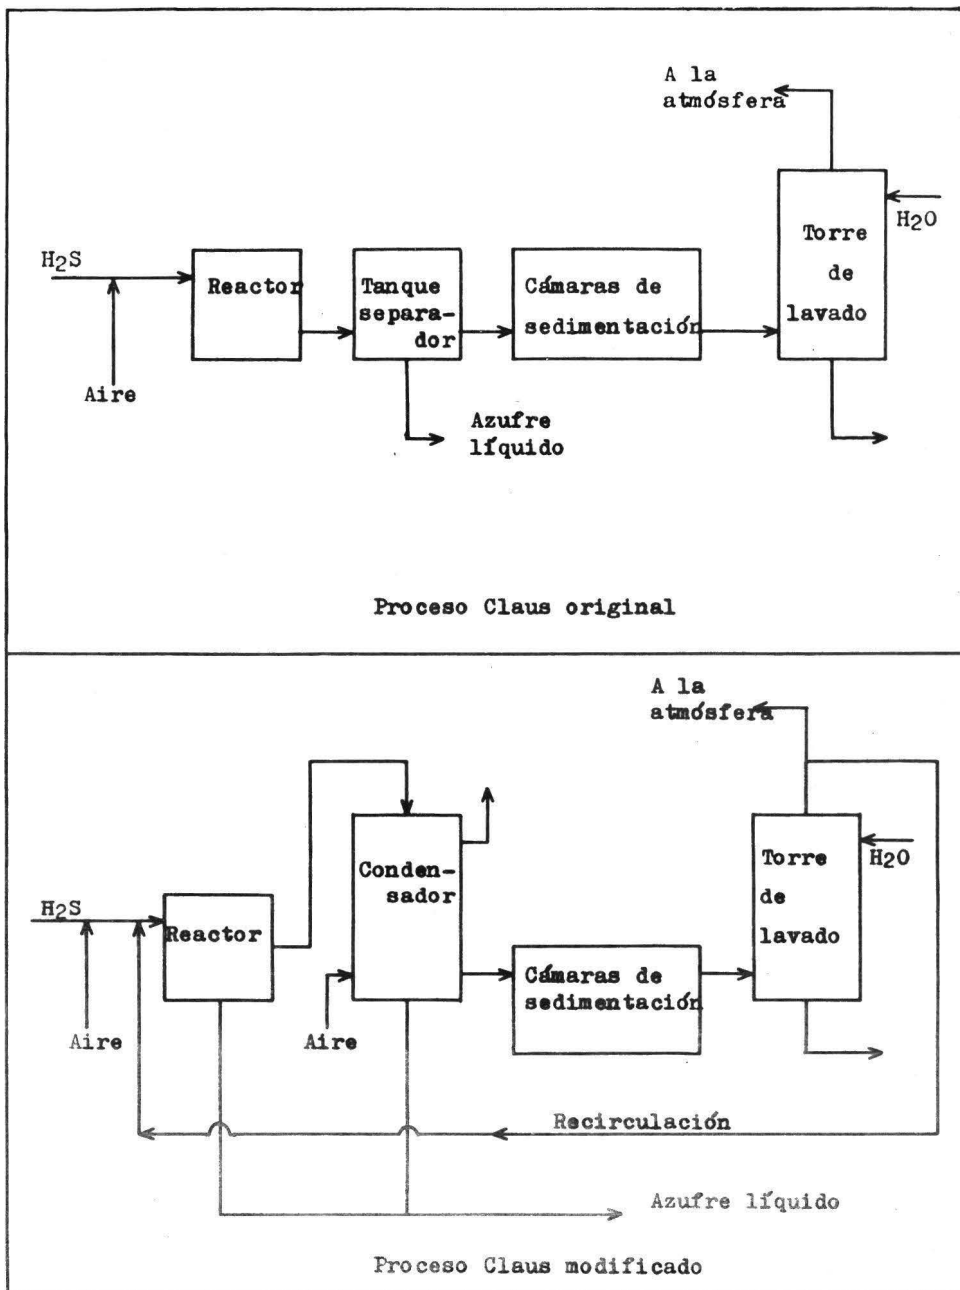 A la
atmósfera
H2O
Torre
de
lavado
H2S
Reactor
Tanque
separa-
dor
Cámaras de
sedimentación
Aire
Azufre
líquido
Proceso Claus original
A la
atmósfera
H2O
Torre
de
lavado
Conden-
sador
H2S
Reactor
Cámaras de
sedimentación
Aire
Aire
Recirculación
Azufre líquido
Proceso Claus modificado